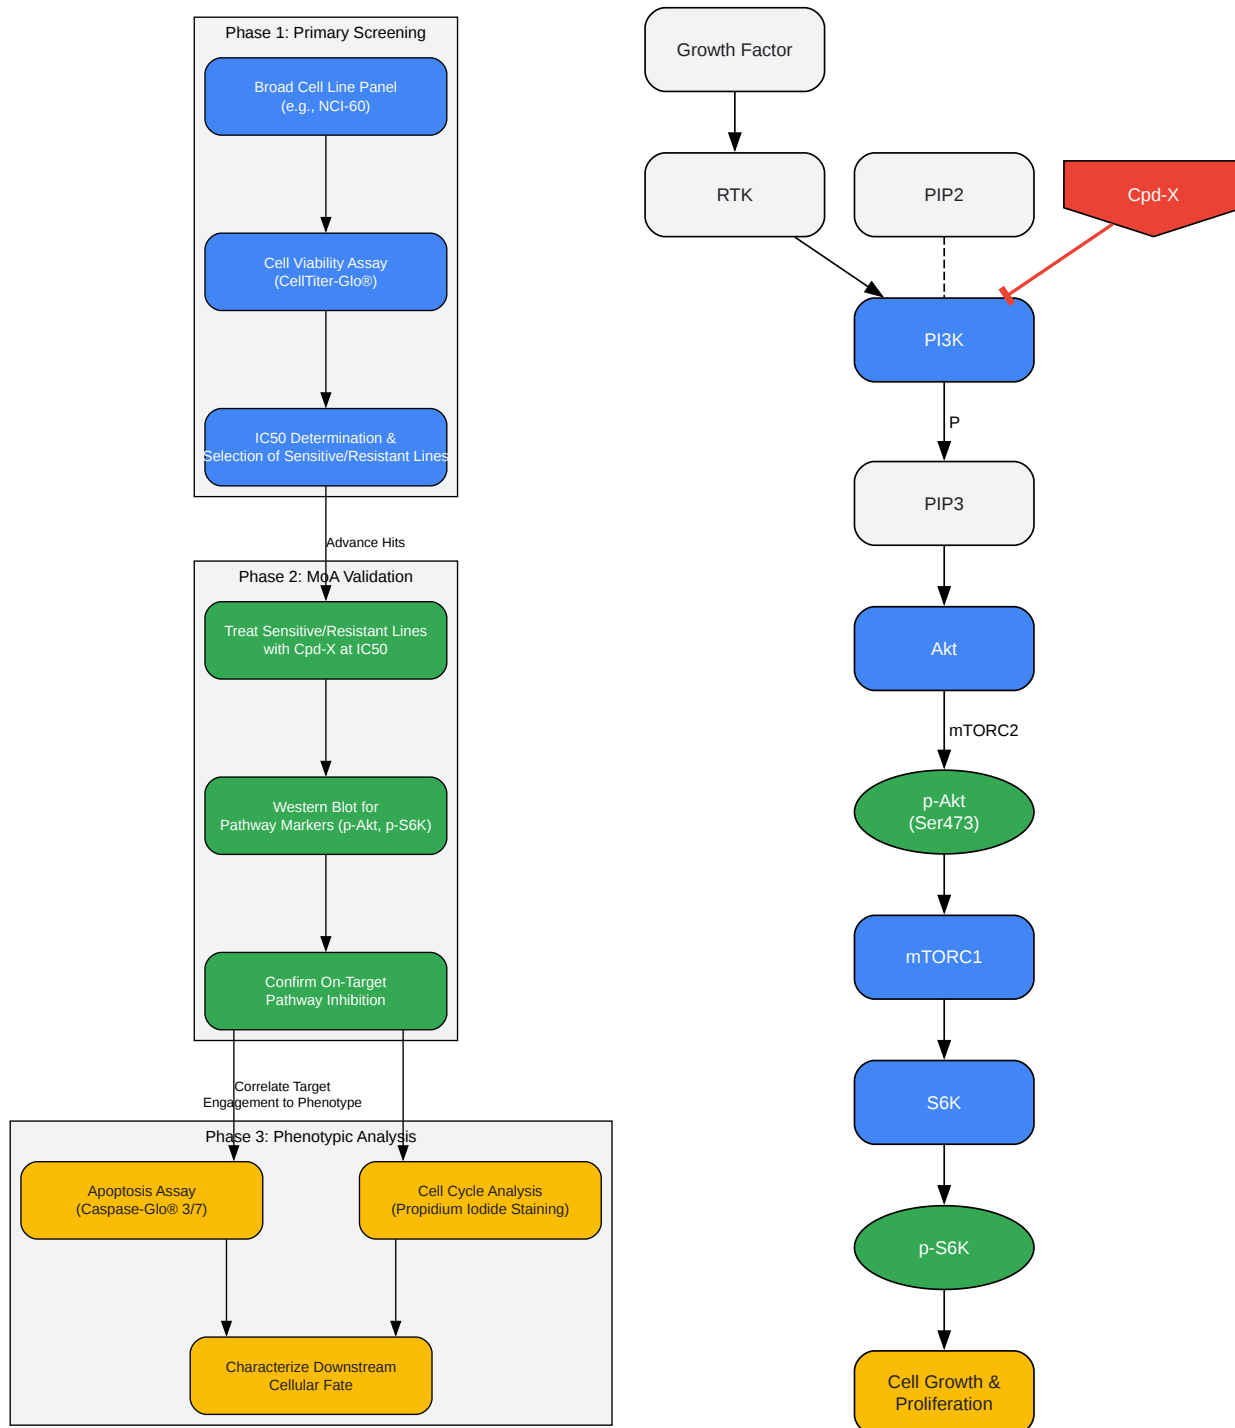 Phase 1: Primary Screening
Broad Cell Line Panel
(e.g., NCI-60)
Cell Viability Assay
(CellTiter-Glo®)
IC50 Determination &
Selection of Sensitive/Resistant Lines
Advance Hits
Phase 2: MoA Validation
Treat Sensitive/Resistant Lines
with Cpd-X at IC50
Western Blot for
Pathway Markers (p-Akt, p-S6K)
Confirm On-Target
Pathway Inhibition
Correlate Target
Engagement to Phenotype
Phase 3: Phenotypic Analysis
Apoptosis Assay
(Caspase-Glo® 3/7)
Cell Cycle Analysis
(Propidium Iodide Staining)
Characterize Downstream
Cellular Fate
Growth Factor
RTK
PIP2
Cpd-X
PI3K
P
PIP3
Akt
mTORC2
p-Akt
(Ser473)
mTORC1
S6K
p-S6K
Cell Growth &
Proliferation